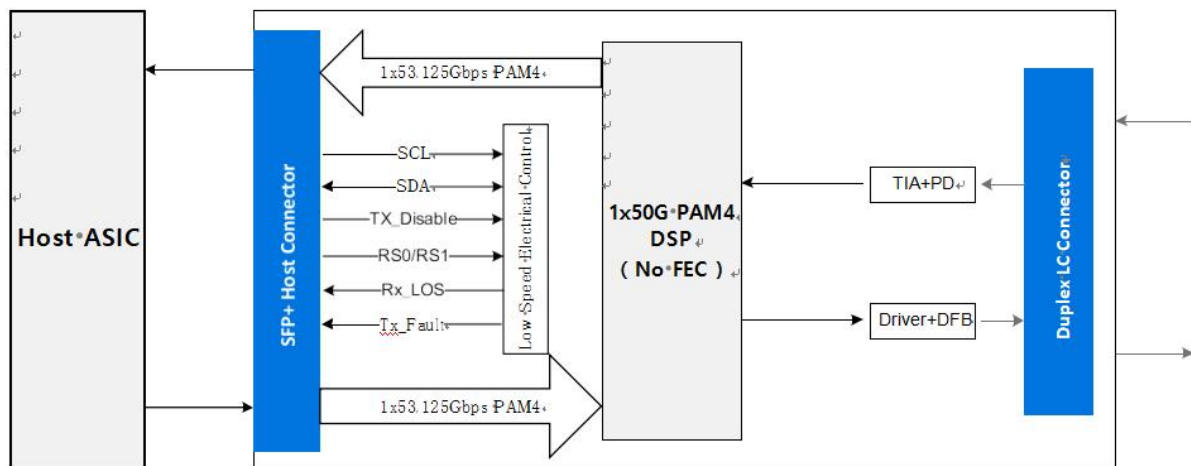 Host ASIC
SFP+ Host Connector
1x53.125Gbps PAM4
SCL
SDA
TX_Disable
RS0/RS1
Rx_LOS
Tx_Fault
Low Speed Electrical Control
1x53.125Gbps PAM4
1x50G PAM4
DSP
( No FEC )
TIA+PD
Driver+DFB
Duplex LC Connector